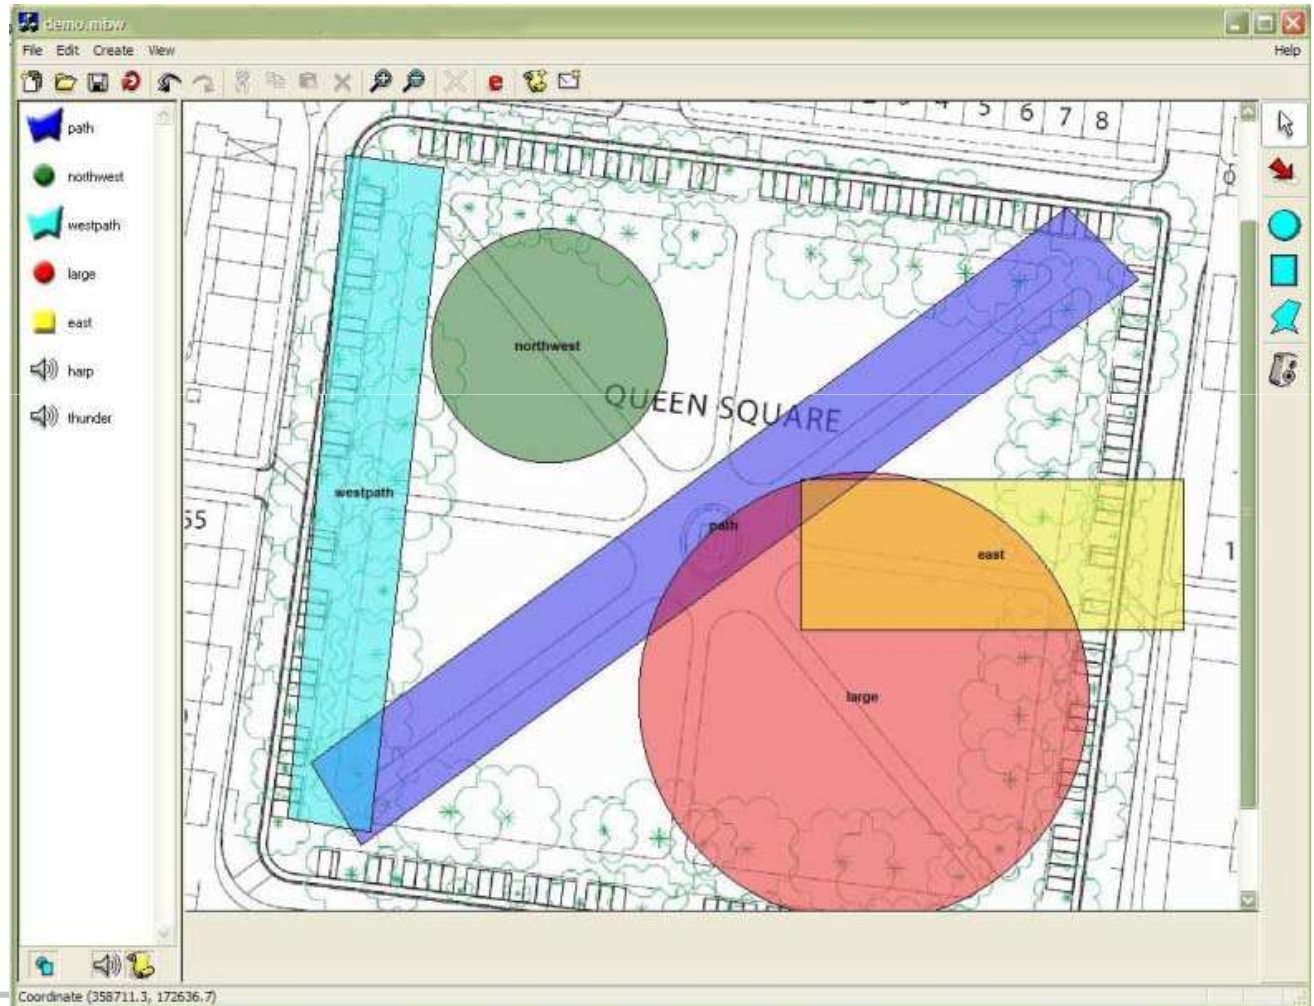 demo.mbw
File Edit Create View Help
e
path
northwest
westpath
large
east
harp
thunder
4 5 6 7 8
northwest
QUEEN SQUARE
westpath
55
path
east
1
large
Coordinate (358711.3, 172636.7)